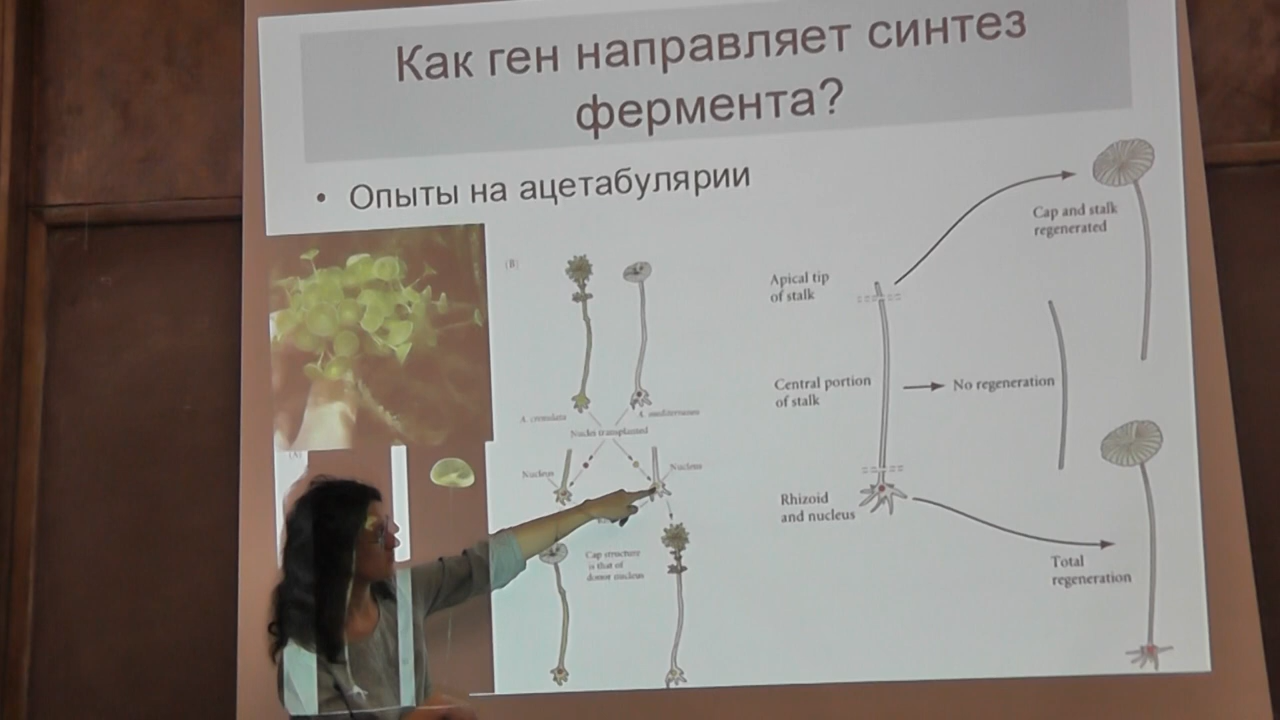 Как ген направляет синтез
фермента?
• Опыты на ацетабулярии
(B)
A. crenulata
A. mediterranea
Nuclei transplanted
Nucleus
Nucleus
Cap structure
is that of
donor nucleus
(A)
Apical tip
of stalk
Cap and stalk
regenerated
Central portion
of stalk
No regeneration
Rhizoid
and nucleus
Total
regeneration